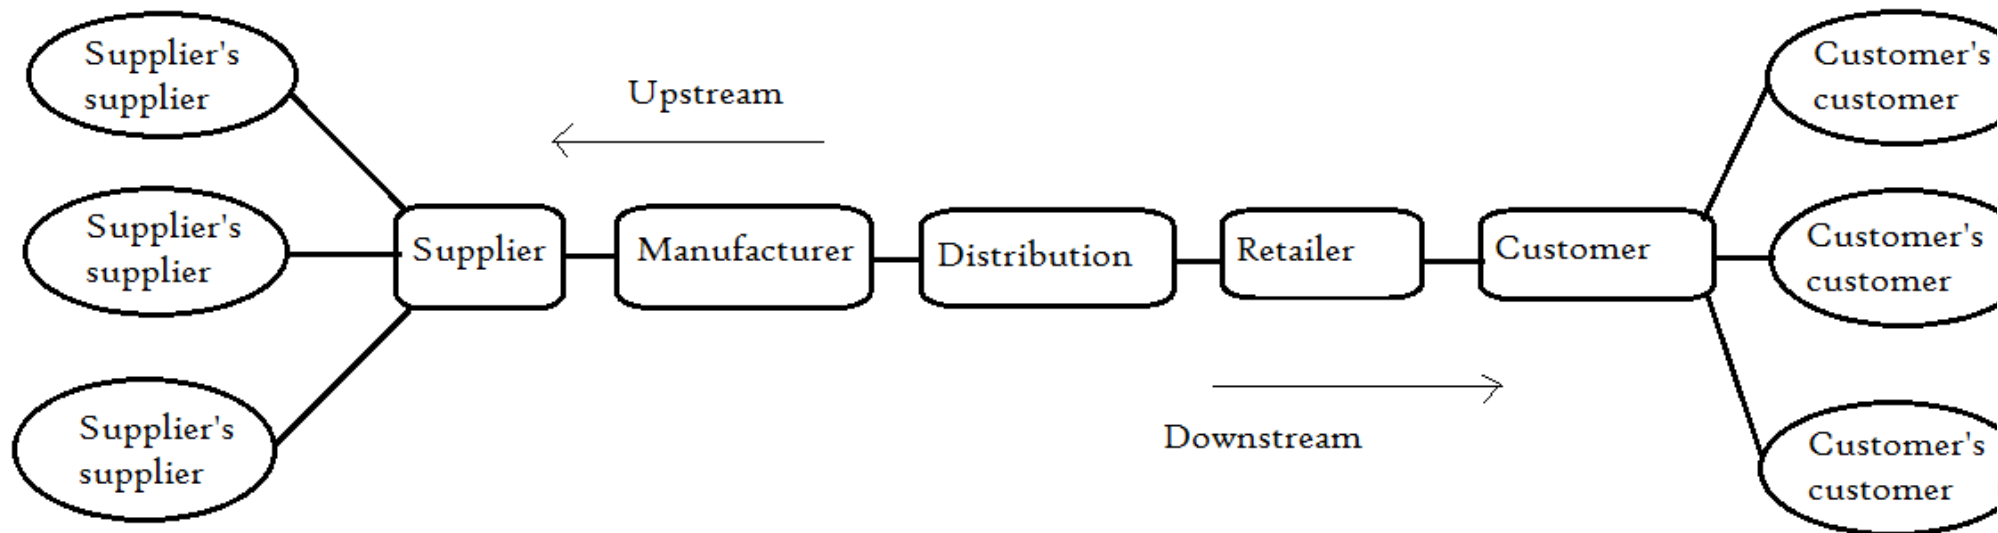 Supplier's
supplier
Upstream
Customer's
customer
Supplier's
supplier
Supplier
Manufacturer
Distribution
Retailer
Customer
Customer's
customer
Supplier's
supplier
Downstream
Customer's
customer